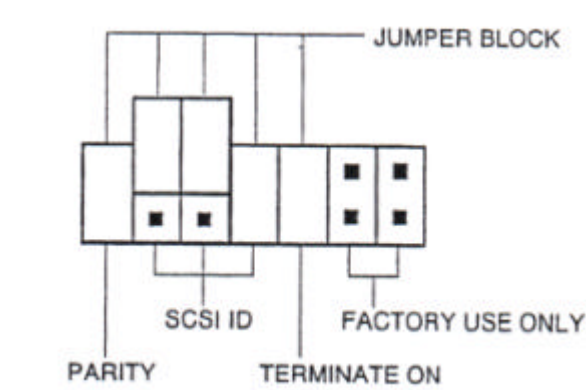 JUMPER BLOCK
SCSI ID
FACTORY USE ONLY
PARITY
TERMINATE ON